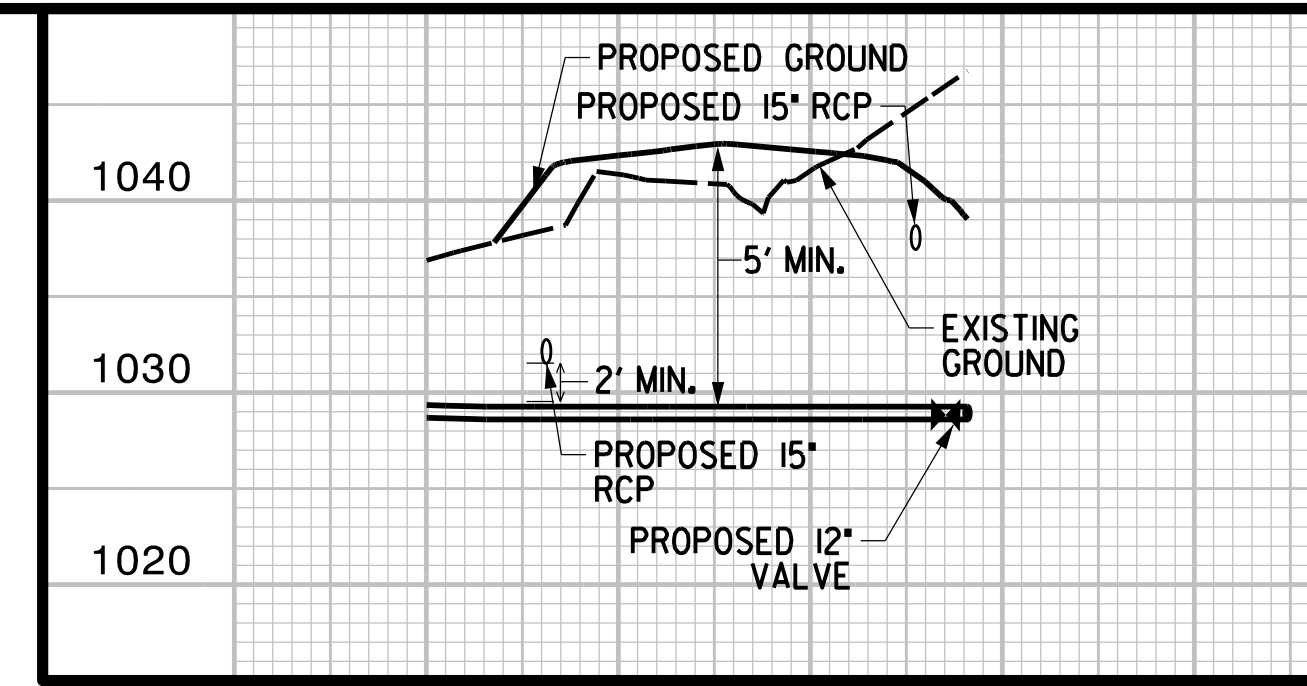 PROPOSED GROUND
PROPOSED 15" RCP
1040
5' MIN.
EXISTING
GROUND
1030
2' MIN.
PROPOSED 15"
RCP
PROPOSED 12"
VALVE
1020